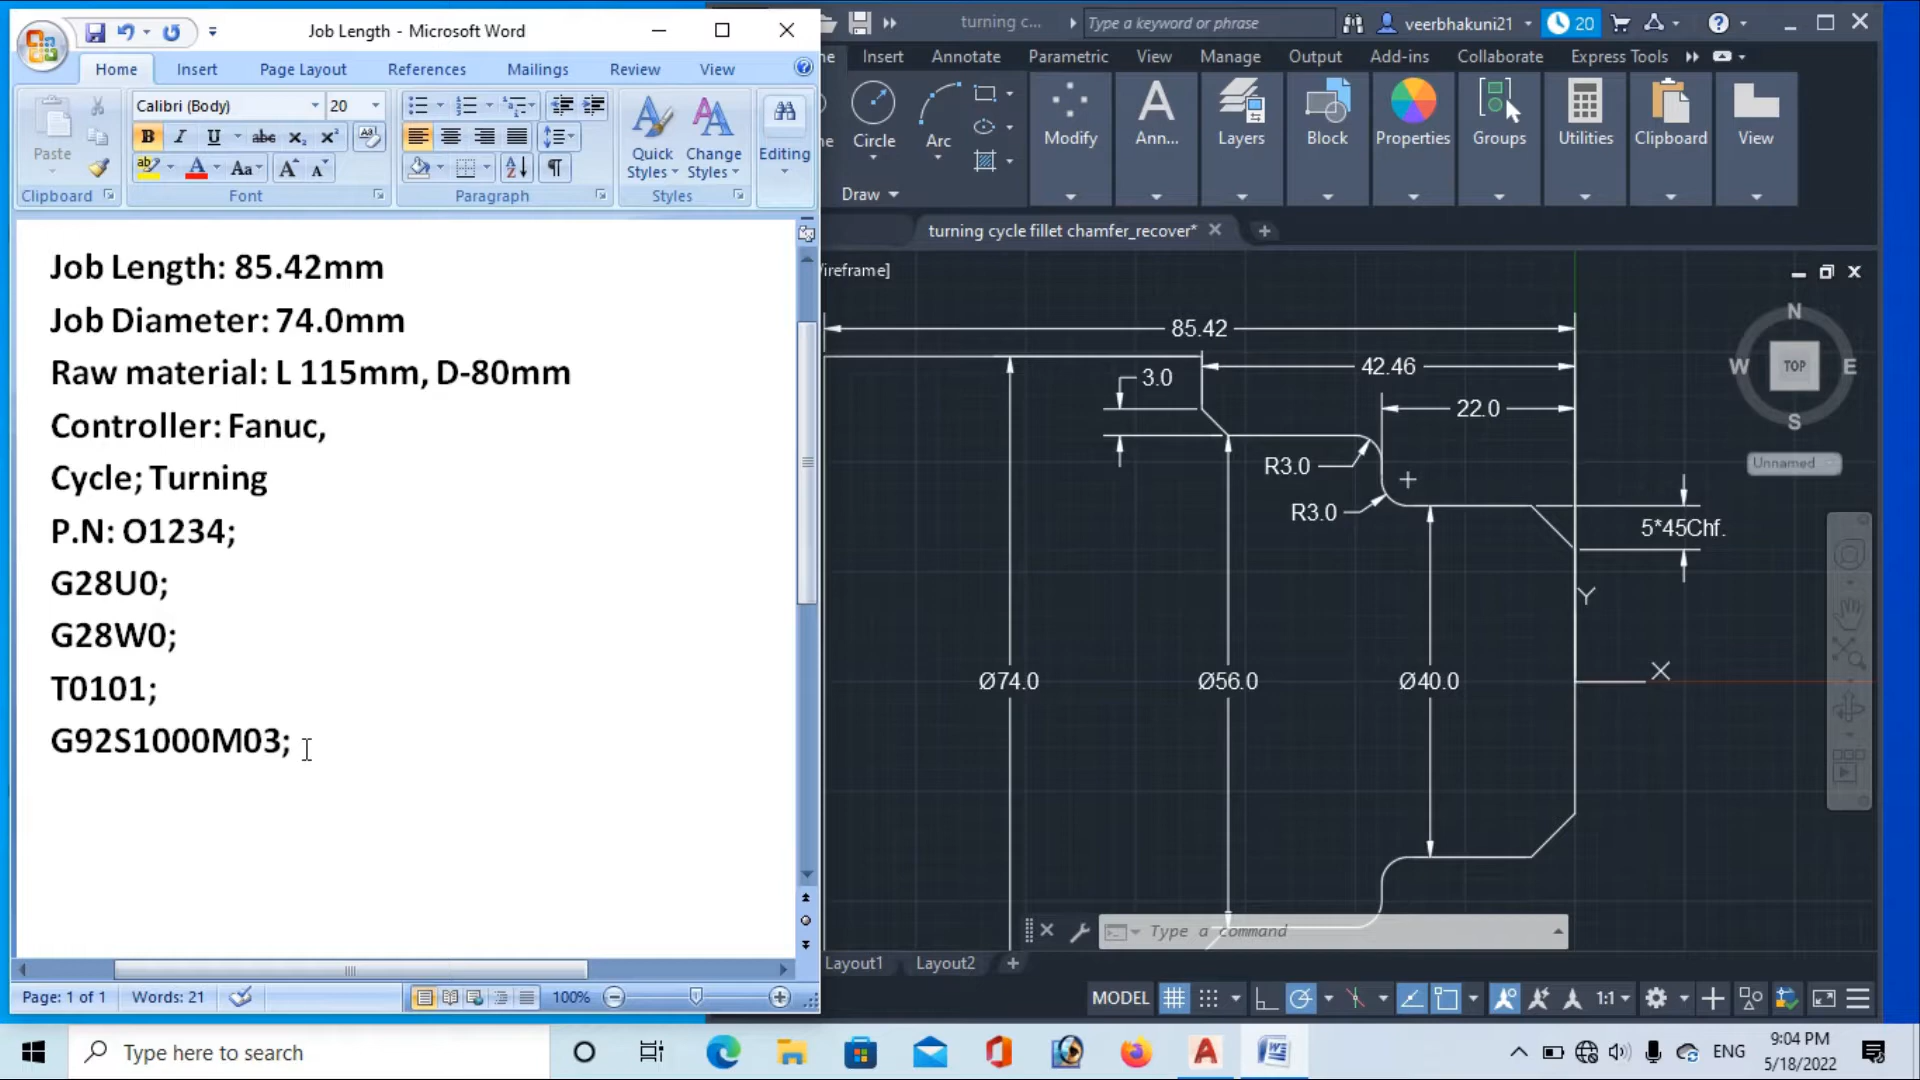 Job Length - Microsoft Word
Home Insert Page Layout References Mailings Review View
Calibri (Body) 20
Paste
B I U abe x₂ x²
ab A Aa A A
Quick Styles
Change Styles
Editing
Clipboard Font Paragraph Styles
Job Length: 85.42mm
Job Diameter: 74.0mm
Raw material: L 115mm, D-80mm
Controller: Fanuc,
Cycle; Turning
P.N: O1234;
G28U0;
G28W0;
T0101;
G92S1000M03;
Page: 1 of 1 Words: 21 100%
turning c... Type a keyword or phrase veerbhakuni21 20
me Insert Annotate Parametric View Manage Output Add-ins Collaborate Express Tools
Circle Arc Modify Ann... Layers Block Properties Groups Utilities Clipboard View
Draw
turning cycle fillet chamfer_recover*
/ireframe]
85.42
42.46
3.0
22.0
R3.0
R3.0
5*45Chf.
Ø74.0
Ø56.0
Ø40.0
Y
X
N
W TOP E
S
Unnamed
Type a command
Layout1 Layout2
MODEL 1:1
Type here to search
ENG
9:04 PM
5/18/2022